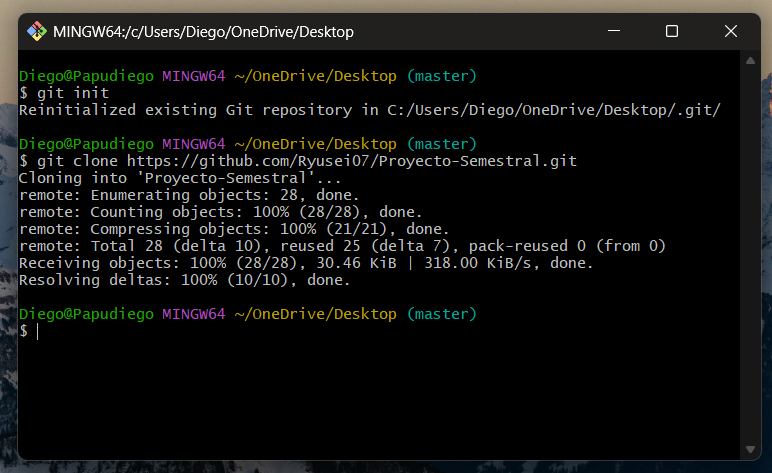 MINGW64:/c/Users/Diego/OneDrive/Desktop
Diego@Papudiego MINGW64 ~/OneDrive/Desktop (master)
$ git init
Reinitialized existing Git repository in C:/Users/Diego/OneDrive/Desktop/.git/
Diego@Papudiego MINGW64 ~/OneDrive/Desktop (master)
$ git clone https://github.com/Ryusei07/Proyecto-Semestral.git
Cloning into 'Proyecto-Semestral'...
remote: Enumerating objects: 28, done.
remote: Counting objects: 100% (28/28), done.
remote: Compressing objects: 100% (21/21), done.
remote: Total 28 (delta 10), reused 25 (delta 7), pack-reused 0 (from 0)
Receiving objects: 100% (28/28), 30.46 KiB | 318.00 KiB/s, done.
Resolving deltas: 100% (10/10), done.
Diego@Papudiego MINGW64 ~/OneDrive/Desktop (master)
$